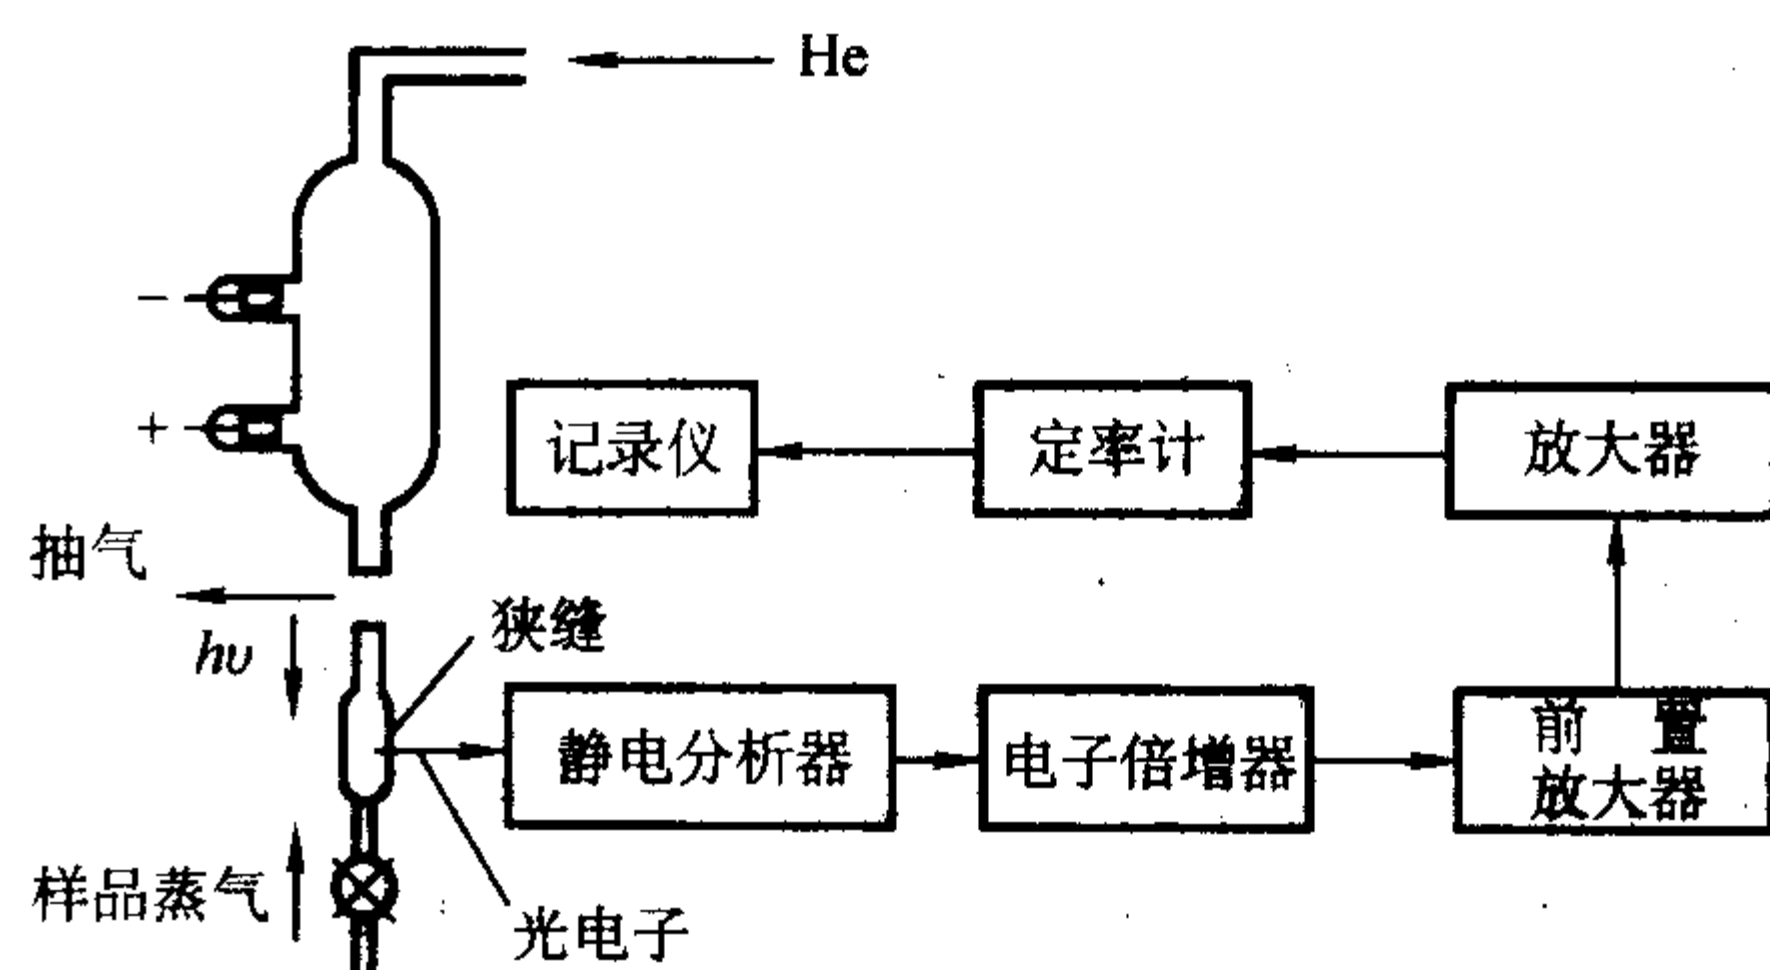 He
−
+
记录仪
定率计
放大器
抽气
hυ
狭缝
静电分析器
电子倍增器
前 置
放大器
样品蒸气
光电子